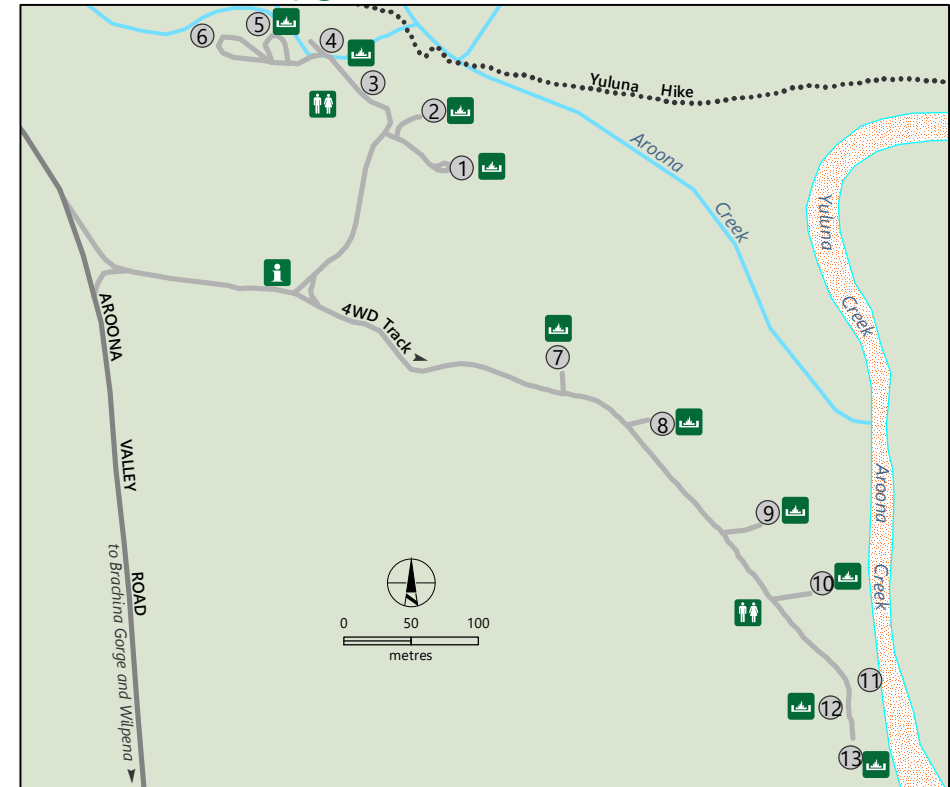 5
4
6
3
Yuluna Hike
2
1
Aroona
Creek
Yuluna
Creek
i
AROONA
VALLEY
ROAD
4WD Track
7
8
9
10
Aroona
Creek
to Brachina Gorge and Wilpena
N
0 50 100
metres
11
12
13